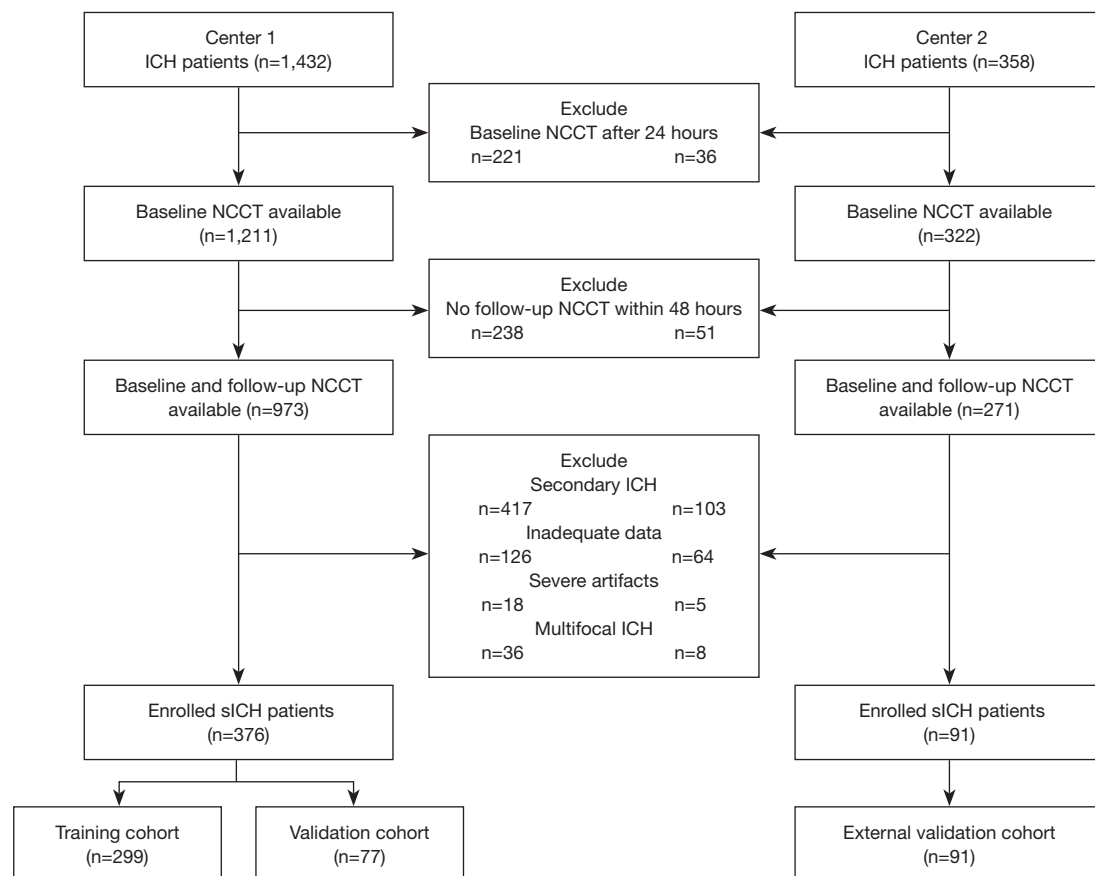 Center 1
ICH patients (n=1,432)
Center 2
ICH patients (n=358)
Exclude
Baseline NCCT after 24 hours
n=221 n=36
Baseline NCCT available
(n=1,211)
Baseline NCCT available
(n=322)
Exclude
No follow-up NCCT within 48 hours
n=238 n=51
Baseline and follow-up NCCT
available (n=973)
Baseline and follow-up NCCT
available (n=271)
Exclude
Secondary ICH
n=417 n=103
Inadequate data
n=126 n=64
Severe artifacts
n=18 n=5
Multifocal ICH
n=36 n=8
Enrolled sICH patients
(n=376)
Enrolled sICH patients
(n=91)
Training cohort
(n=299)
Validation cohort
(n=77)
External validation cohort
(n=91)